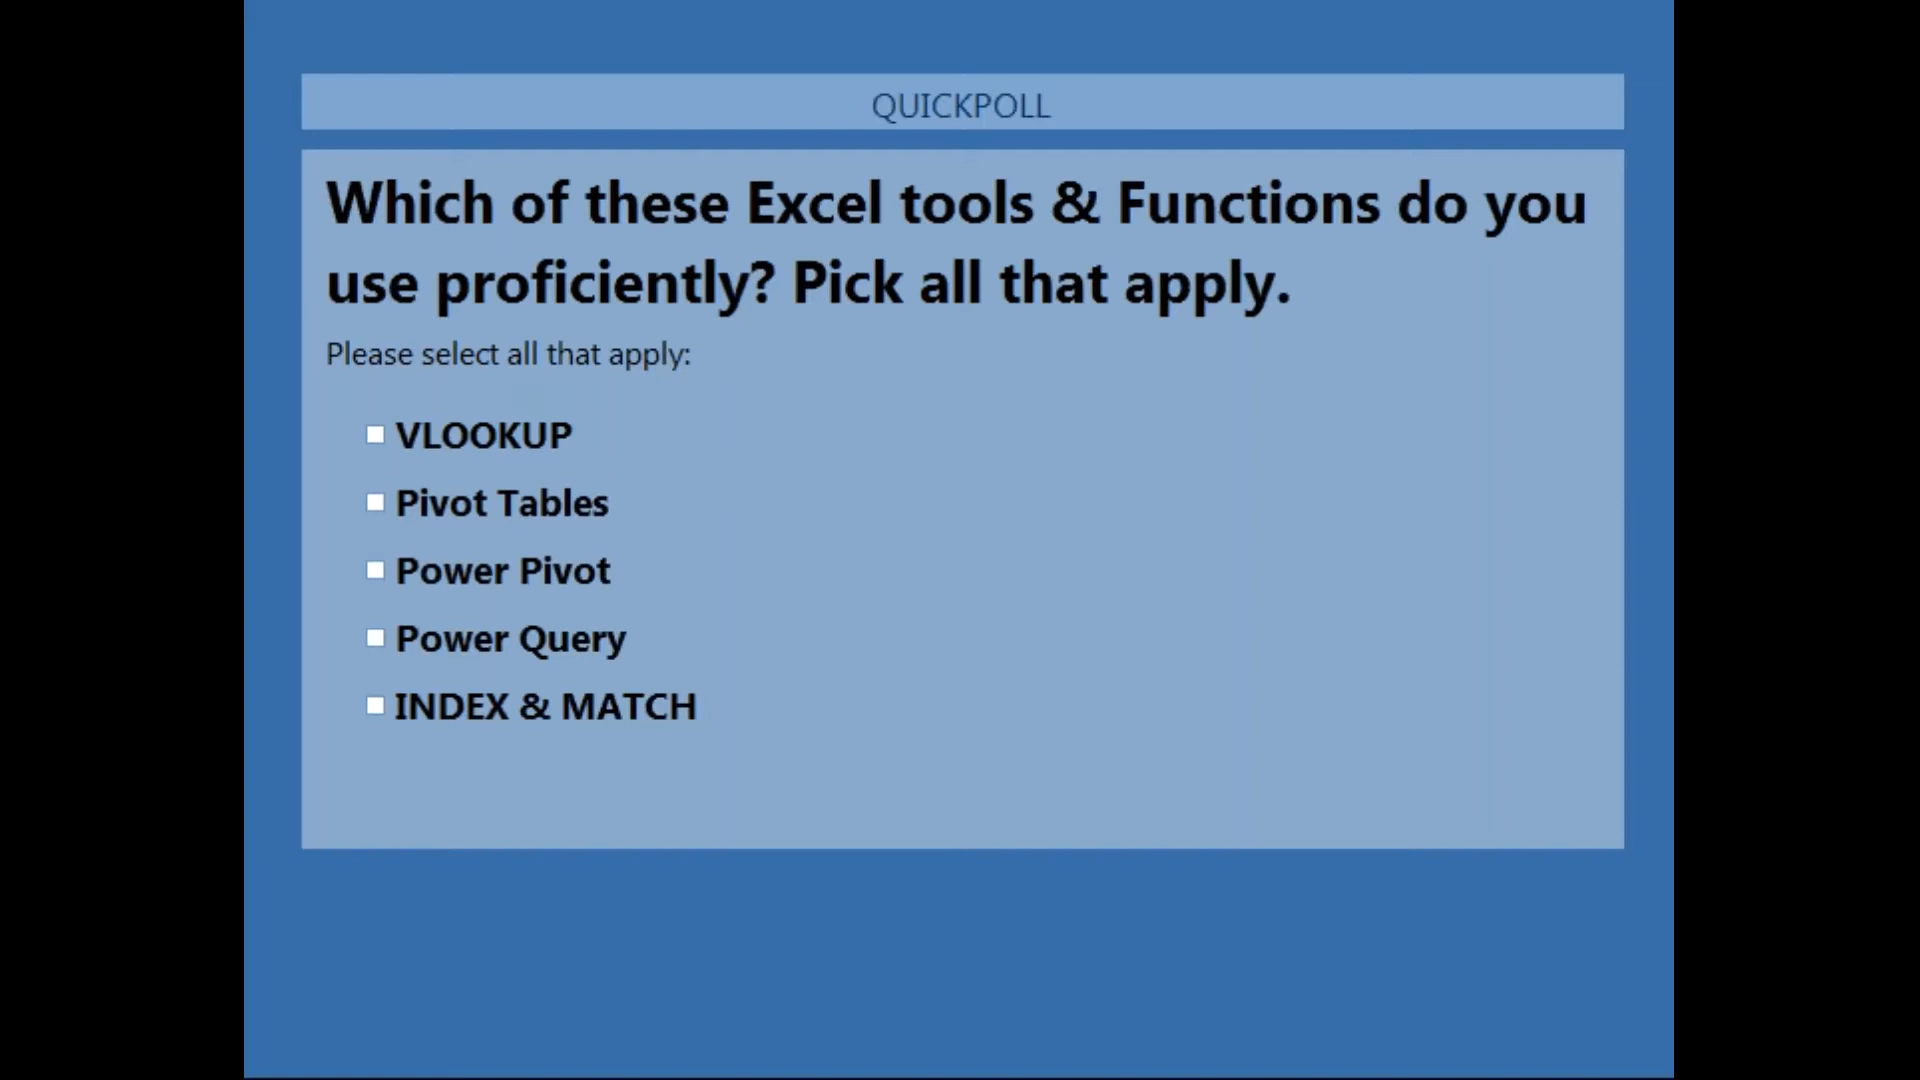 QUICKPOLL
Which of these Excel tools & Functions do you
use proficiently? Pick all that apply.
Please select all that apply:
VLOOKUP
Pivot Tables
Power Pivot
Power Query
INDEX & MATCH